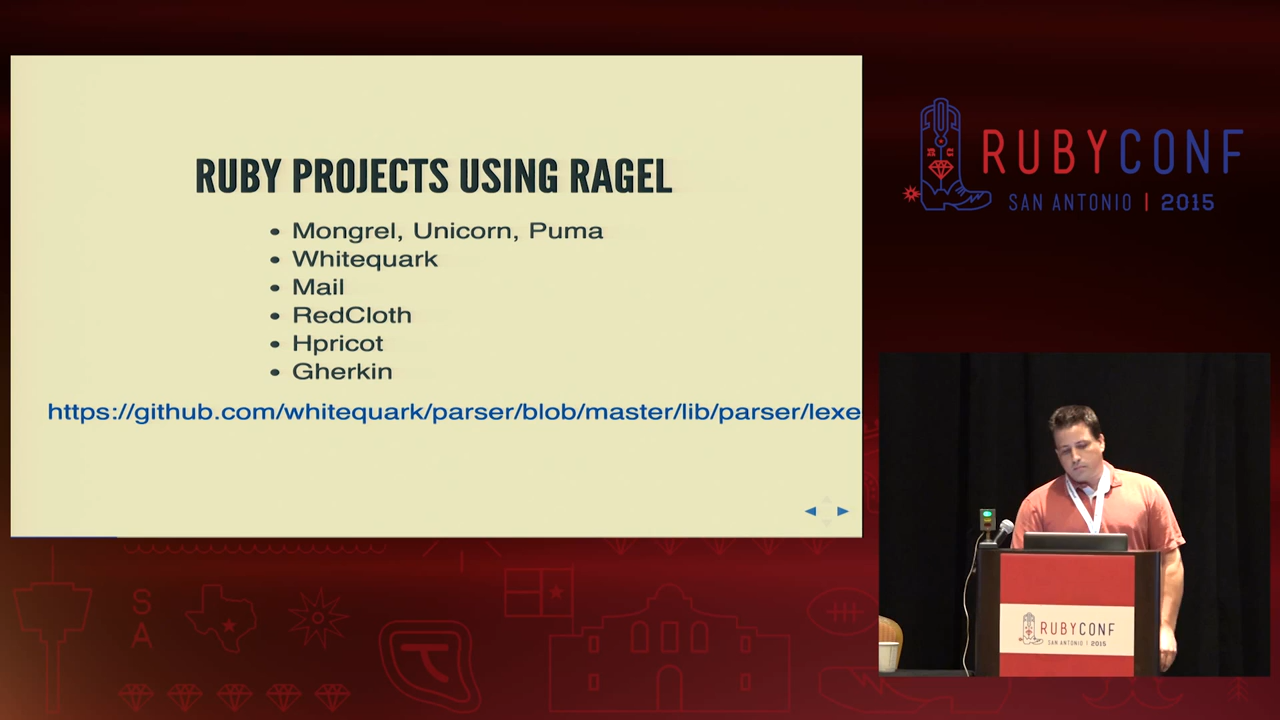 RUBY PROJECTS USING RAGEL
• Mongrel, Unicorn, Puma
• Whitequark
• Mail
• RedCloth
• Hpricot
• Gherkin
https://github.com/whitequark/parser/blob/master/lib/parser/lexe
RUBYCONF
SAN ANTONIO | 2015
S
A
RUBYCONF
SAN ANTONIO | 2015